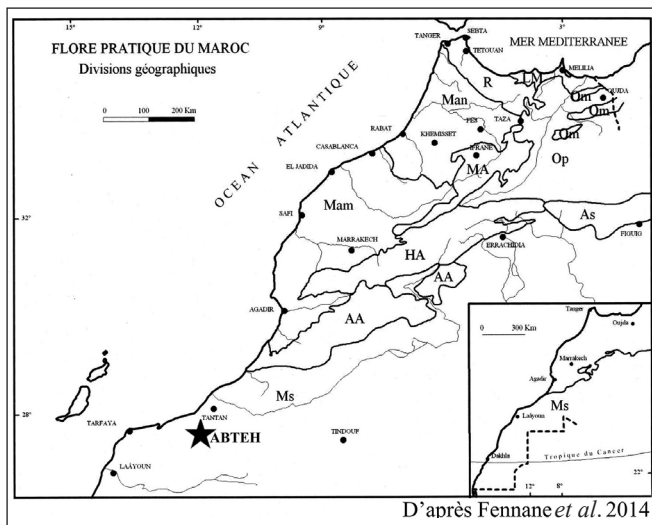 15°
12°
9°
3°
FLORE PRATIQUE DU MAROC
Divisions géographiques
0 100 200 Km
OCEAN ATLANTIQUE
MER MEDITERRANEE
SEBTA
TANGER
TETOUAN
MELILIA
R
LM
OUJDA
Om
Om
Om
Man
FES
TAZA
RABAT
KHEMISSET
IFRANE
CASABLANCA
MA
Op
EL JADIDA
Mam
As
32°
SAFI
FIGUIG
MARRAKECH
ERRACHIDIA
HA
AA
AGADIR
AA
Ms
28°
TANTAN
TARFAYA
ABTEH
TINDOUF
LAÂYOUN
Tanger
Oujda
0 300 Km
Marrakech
Agadir
Ms
Laâyoun
Dakhla
Tropique du Cancer
22°
12° 8°
D'après Fennane et al. 2014